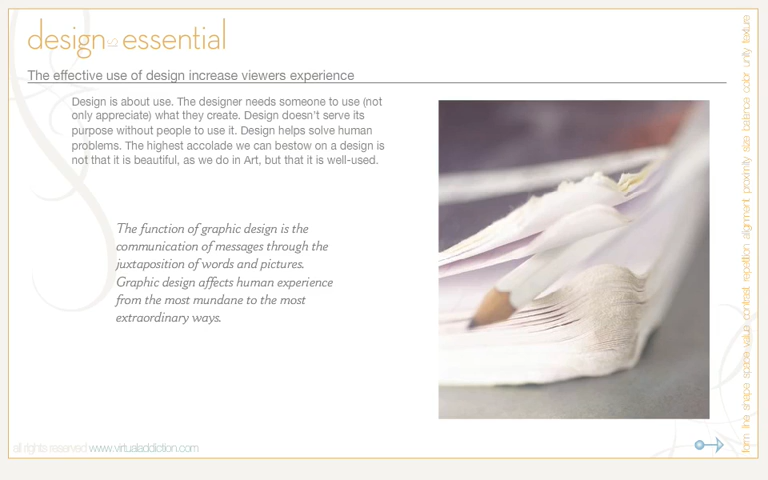 design is essential
The effective use of design increase viewers experience
Design is about use. The designer needs someone to use (not
only appreciate) what they create. Design doesn't serve its
purpose without people to use it. Design helps solve human
problems. The highest accolade we can bestow on a design is
not that it is beautiful, as we do in Art, but that it is well-used.
The function of graphic design is the
communication of messages through the
juxtaposition of words and pictures.
Graphic design affects human experience
from the most mundane to the most
extraordinary ways.
all rights reserved www.virtualaddiction.com
form line shape space value contrast repetition alignment proximity size balance color unity texture